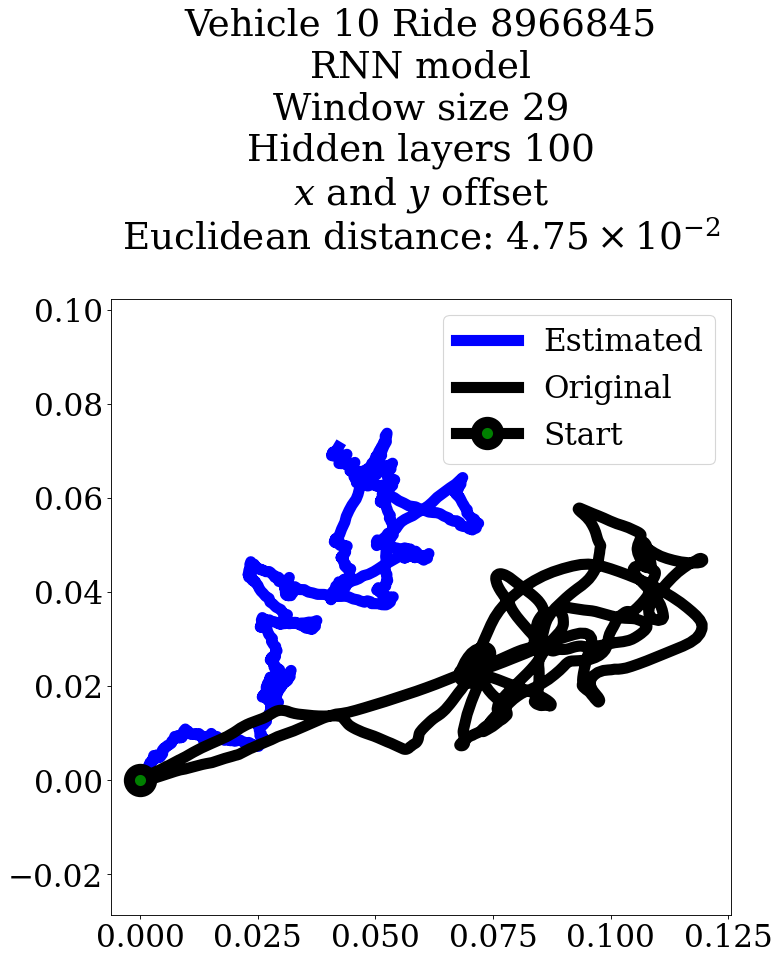 Vehicle 10 Ride 8966845
RNN model
Window size 29
Hidden layers 100
x and y offset
Euclidean distance: 4.75 × 10⁻²
Estimated
Original
Start
0.10
0.08
0.06
0.04
0.02
0.00
−0.02
0.000 0.025 0.050 0.075 0.100 0.125